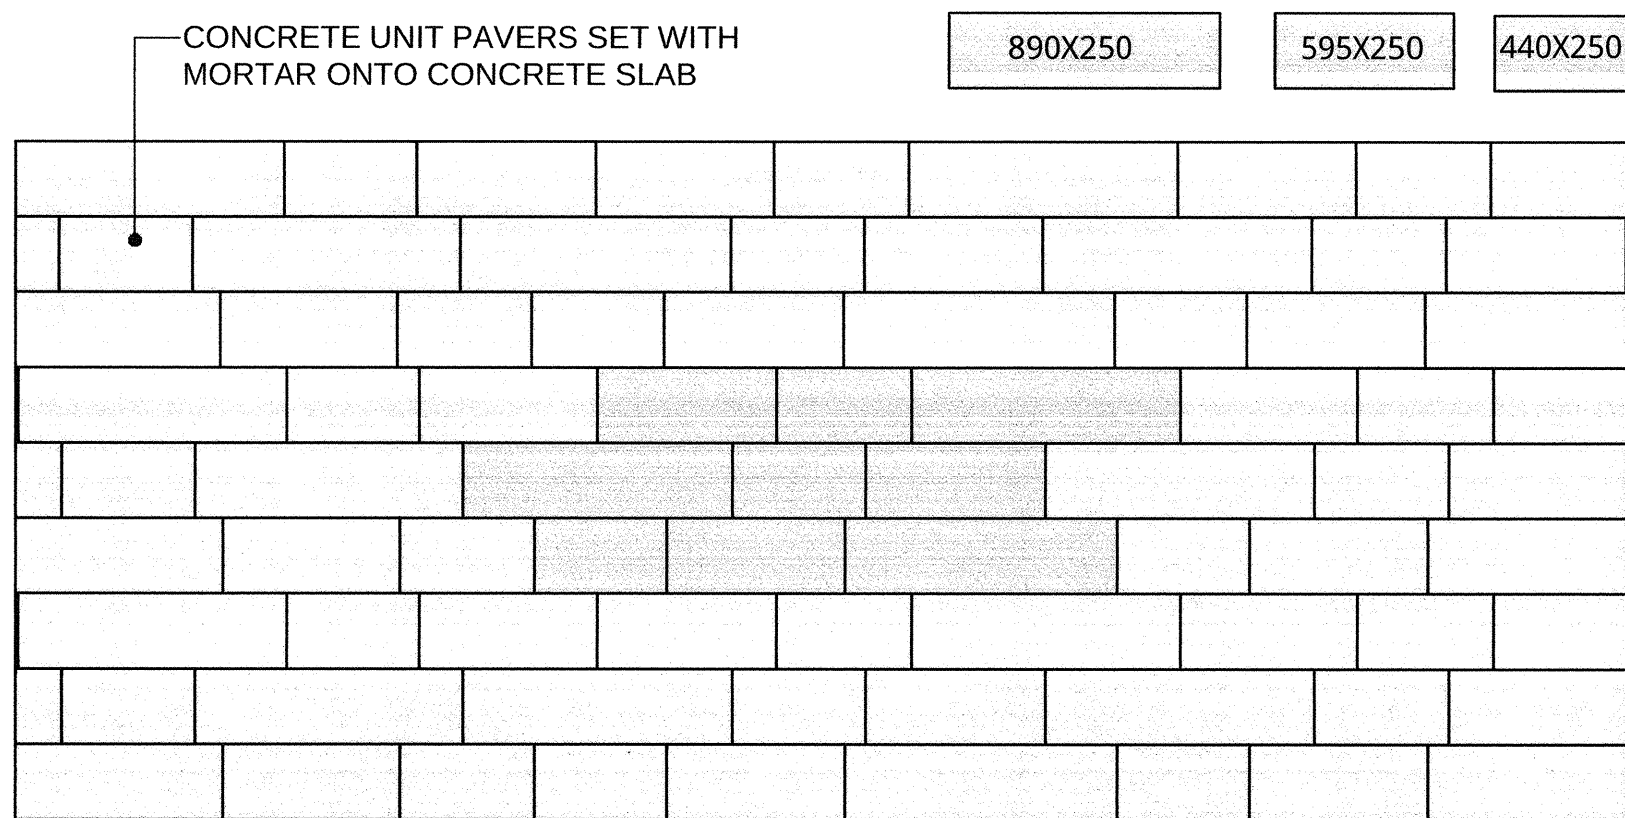 CONCRETE UNIT PAVERS SET WITH
MORTAR ONTO CONCRETE SLAB
890X250
595X250
440X250